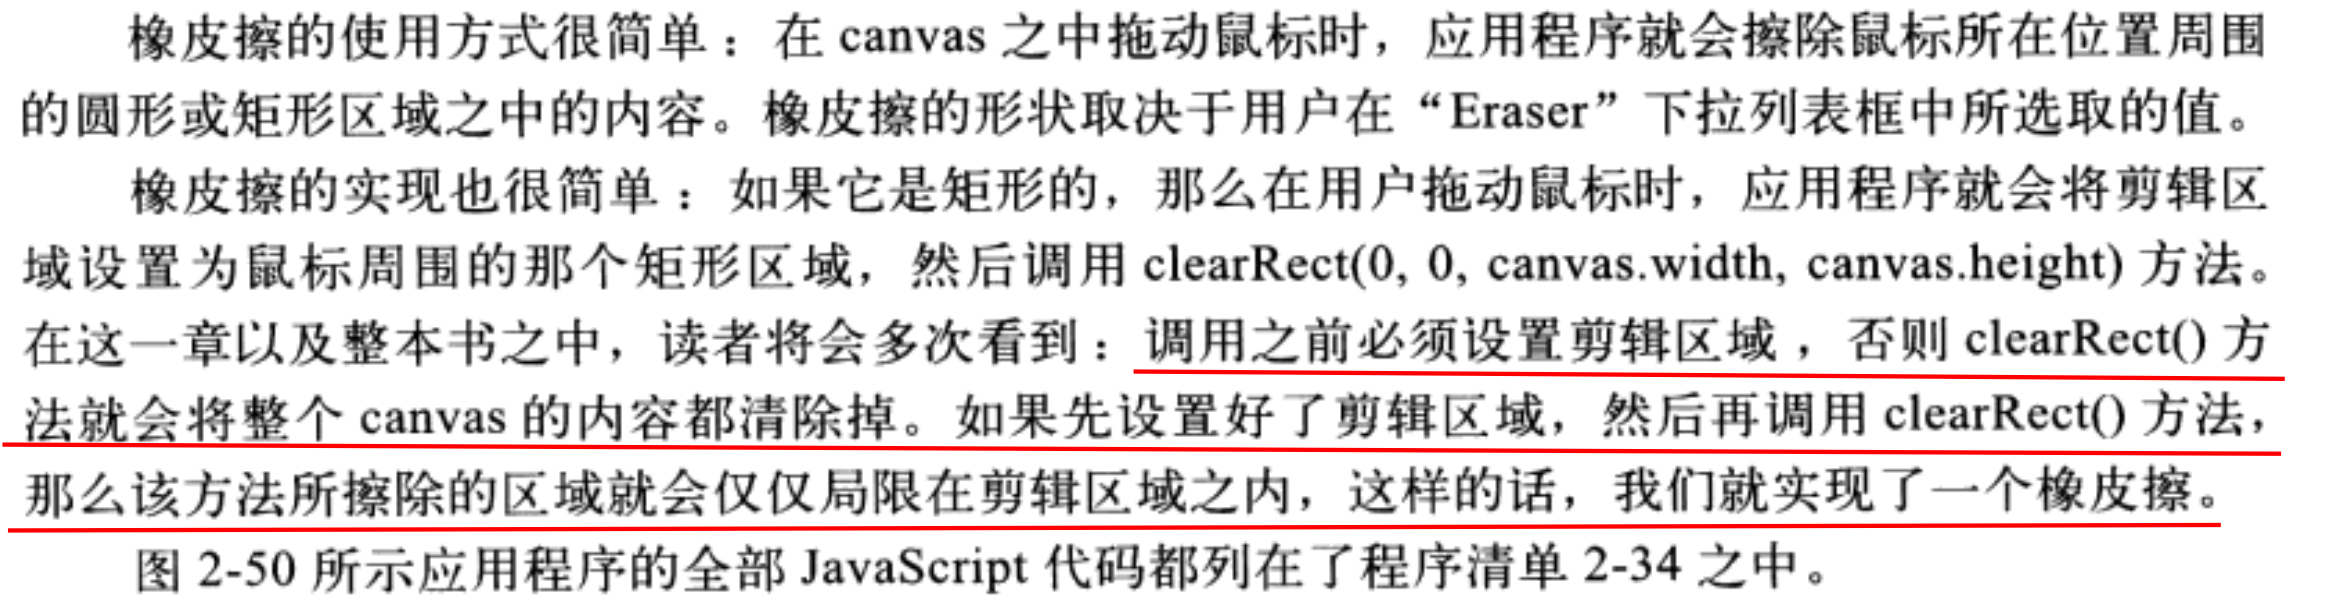 橡皮擦的使用方式很简单：在 canvas 之中拖动鼠标时，应用程序就会擦除鼠标所在位置周围
的圆形或矩形区域之中的内容。橡皮擦的形状取决于用户在“Eraser”下拉列表框中所选取的值。
橡皮擦的实现也很简单：如果它是矩形的，那么在用户拖动鼠标时，应用程序就会将剪辑区
域设置为鼠标周围的那个矩形区域，然后调用 clearRect(0, 0, canvas.width, canvas.height) 方法。
在这一章以及整本书之中，读者将会多次看到：调用之前必须设置剪辑区域，否则 clearRect() 方
法就会将整个 canvas 的内容都清除掉。如果先设置好了剪辑区域，然后再调用 clearRect() 方法，
那么该方法所擦除的区域就会仅仅局限在剪辑区域之内，这样的话，我们就实现了一个橡皮擦。
图 2-50 所示应用程序的全部 JavaScript 代码都列在了程序清单 2-34 之中。